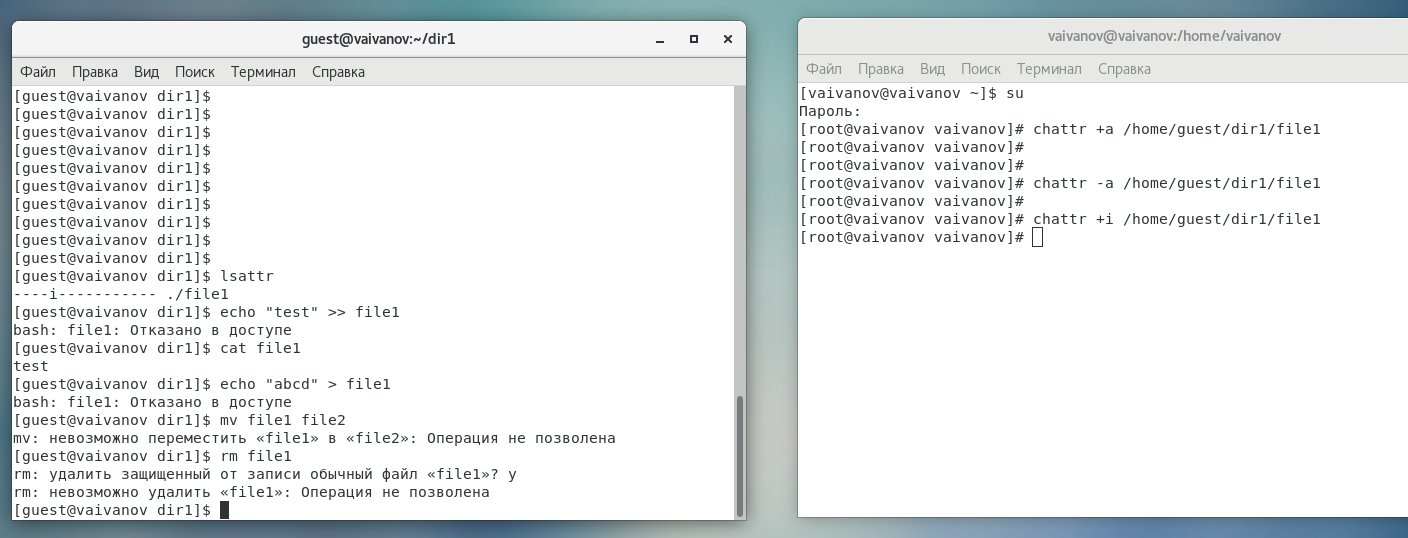 guest@vaivanov:~/dir1
Файл Правка Вид Поиск Терминал Справка
[guest@vaivanov dir1]$
[guest@vaivanov dir1]$
[guest@vaivanov dir1]$
[guest@vaivanov dir1]$
[guest@vaivanov dir1]$
[guest@vaivanov dir1]$
[guest@vaivanov dir1]$
[guest@vaivanov dir1]$
[guest@vaivanov dir1]$
[guest@vaivanov dir1]$
[guest@vaivanov dir1]$ lsattr
----i----------- ./file1
[guest@vaivanov dir1]$ echo "test" >> file1
bash: file1: Отказано в доступе
[guest@vaivanov dir1]$ cat file1
test
[guest@vaivanov dir1]$ echo "abcd" > file1
bash: file1: Отказано в доступе
[guest@vaivanov dir1]$ mv file1 file2
mv: невозможно переместить «file1» в «file2»: Операция не позволена
[guest@vaivanov dir1]$ rm file1
rm: удалить защищенный от записи обычный файл «file1»? y
rm: невозможно удалить «file1»: Операция не позволена
[guest@vaivanov dir1]$
vaivanov@vaivanov:/home/vaivanov
Файл Правка Вид Поиск Терминал Справка
[vaivanov@vaivanov ~]$ su
Пароль:
[root@vaivanov vaivanov]# chattr +a /home/guest/dir1/file1
[root@vaivanov vaivanov]#
[root@vaivanov vaivanov]#
[root@vaivanov vaivanov]# chattr -a /home/guest/dir1/file1
[root@vaivanov vaivanov]#
[root@vaivanov vaivanov]# chattr +i /home/guest/dir1/file1
[root@vaivanov vaivanov]#